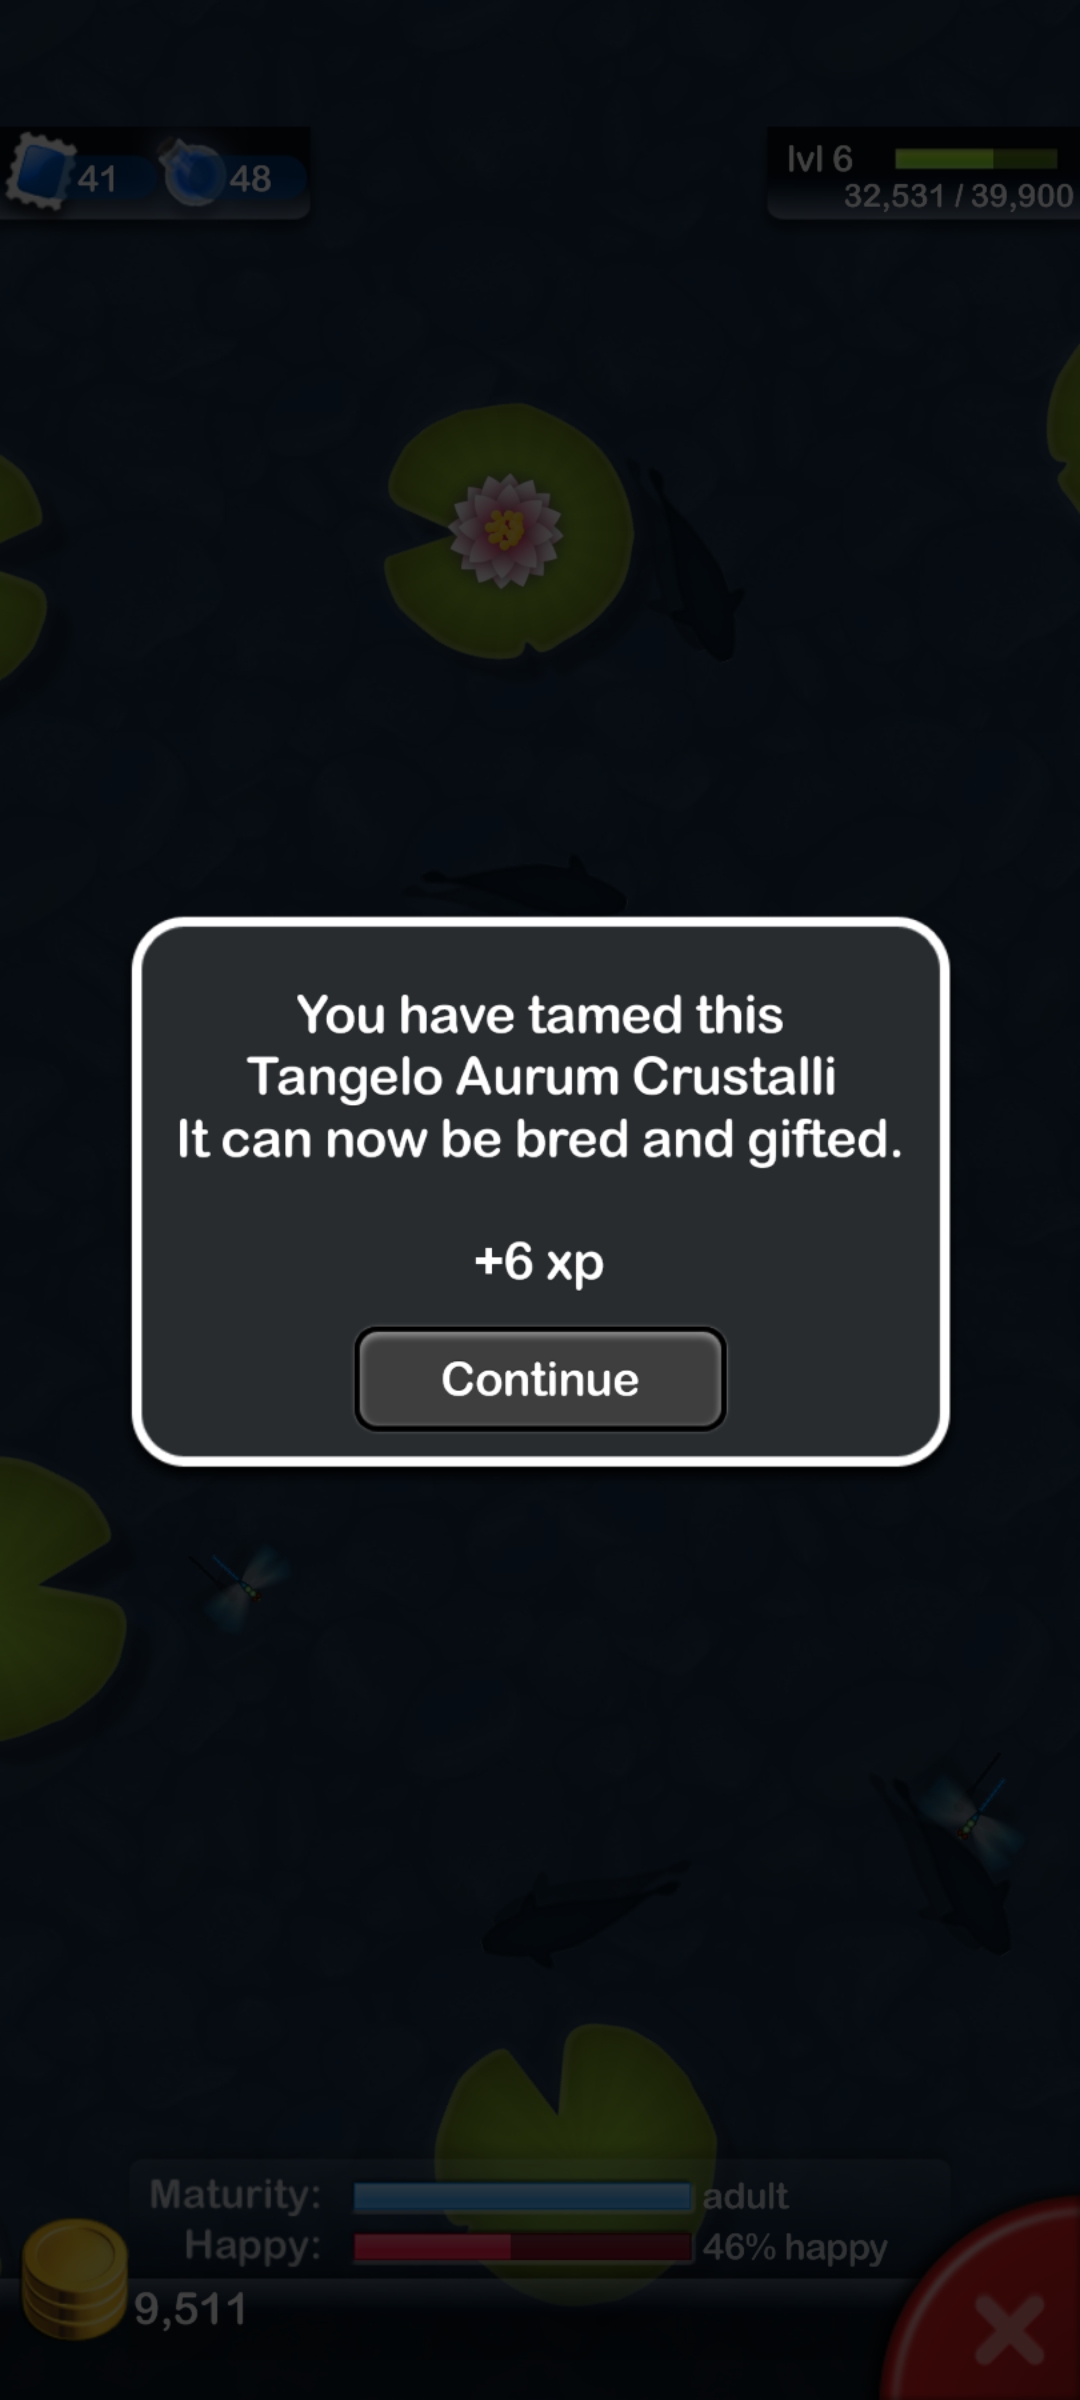 41
48
lvl 6
32,531 / 39,900
You have tamed this
Tangelo Aurum Crustalli
It can now be bred and gifted.
+6 xp
Continue
Maturity: adult
Happy: 46% happy
9,511